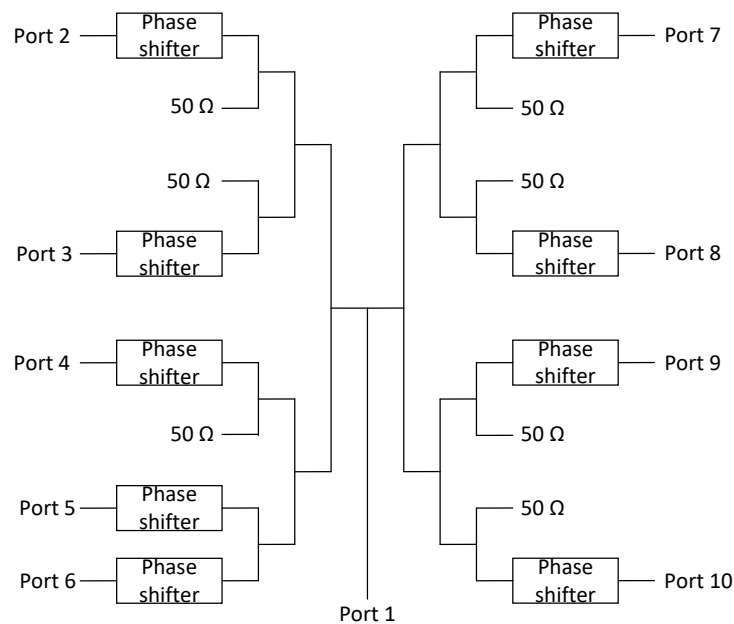 Port 2
Phase
shifter
50 Ω
50 Ω
Port 3
Phase
shifter
Port 4
Phase
shifter
50 Ω
Port 5
Phase
shifter
Port 6
Phase
shifter
Port 1
Phase
shifter
Port 7
50 Ω
50 Ω
Phase
shifter
Port 8
Phase
shifter
Port 9
50 Ω
50 Ω
Phase
shifter
Port 10